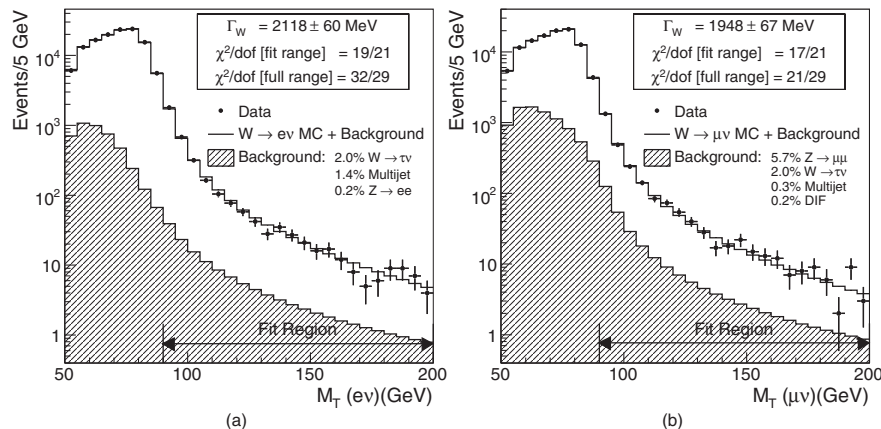 Γ_W = 2118 ± 60 MeV
χ²/dof [fit range] = 19/21
χ²/dof [full range] = 32/29
Data
W → eν MC + Background
Background: 2.0% W → τν
1.4% Multijet
0.2% Z → ee
Fit Region
Events/5 GeV
10⁴
10³
10²
10
1
50 100 150 200
M_T (eν)(GeV)
(a)
Γ_W = 1948 ± 67 MeV
χ²/dof [fit range] = 17/21
χ²/dof [full range] = 21/29
Data
W → μν MC + Background
Background: 5.7% Z → μμ
2.0% W → τν
0.3% Multijet
0.2% DIF
Fit Region
Events/5 GeV
10⁴
10³
10²
10
1
50 100 150 200
M_T (μν)(GeV)
(b)